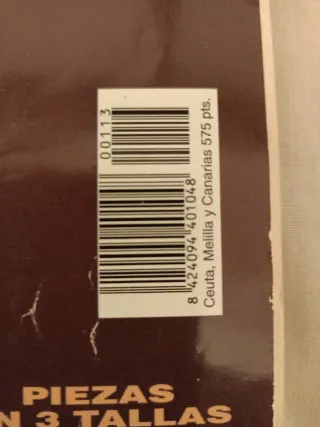 00113
8 424094 401048
Ceuta, Melilla y Canarias 575 pts.
PIEZAS
N 3 TALLAS